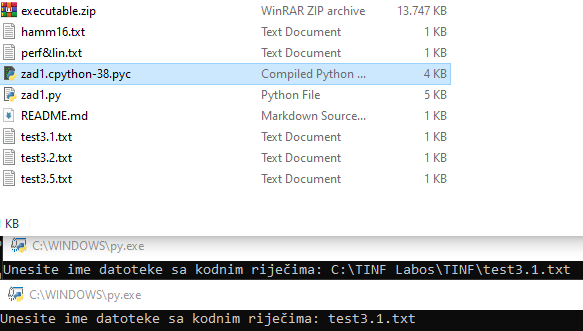 executable.zip WinRAR ZIP archive 13.747 KB
hamm16.txt Text Document 1 KB
perf&lin.txt Text Document 1 KB
zad1.cpython-38.pyc Compiled Python ... 4 KB
zad1.py Python File 5 KB
README.md Markdown Source... 1 KB
test3.1.txt Text Document 1 KB
test3.2.txt Text Document 1 KB
test3.5.txt Text Document 1 KB
KB
C:\WINDOWS\py.exe
Unesite ime datoteke sa kodnim riječima: C:\TINF Labos\TINF\test3.1.txt
C:\WINDOWS\py.exe
Unesite ime datoteke sa kodnim riječima: test3.1.txt